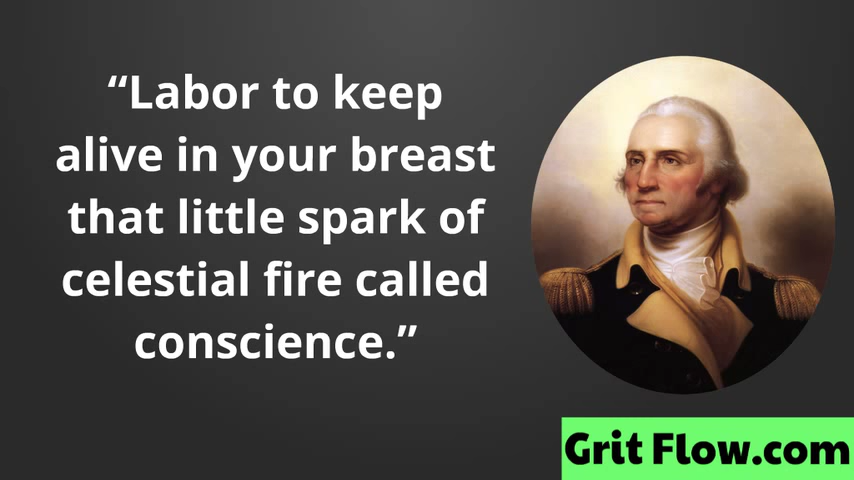 “Labor to keep
alive in your breast
that little spark of
celestial fire called
conscience.”
Grit Flow.com